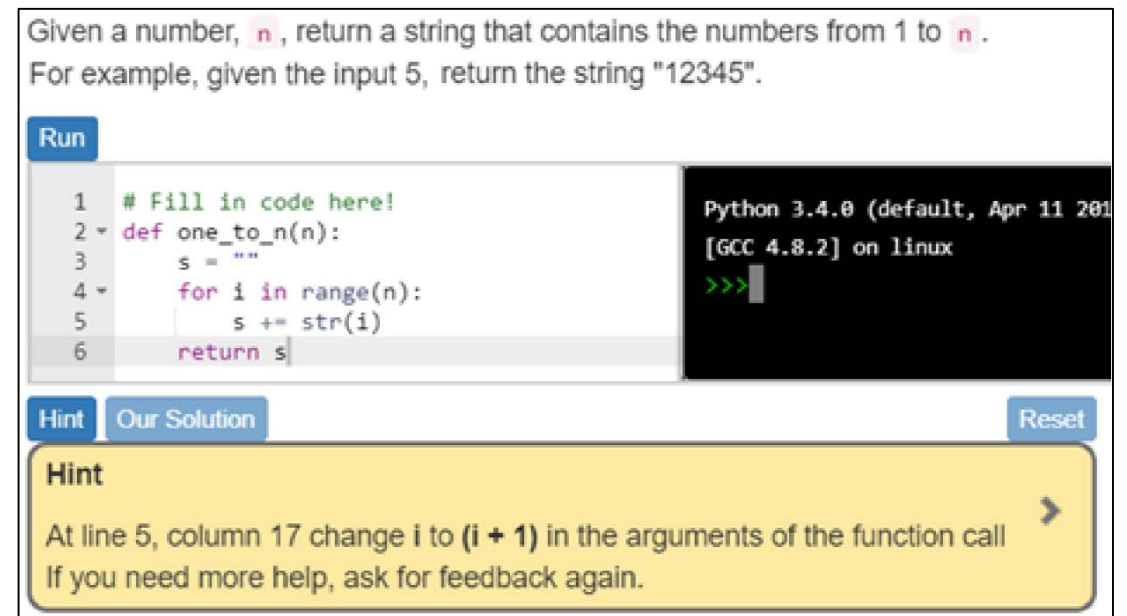 Given a number, n , return a string that contains the numbers from 1 to n .
For example, given the input 5, return the string "12345".
Run
1 # Fill in code here!
2 def one_to_n(n):
3     s = ""
4     for i in range(n):
5         s += str(i)
6     return s
Python 3.4.0 (default, Apr 11 201
[GCC 4.8.2] on linux
>>>
Hint Our Solution Reset
Hint
At line 5, column 17 change i to (i + 1) in the arguments of the function call
If you need more help, ask for feedback again.